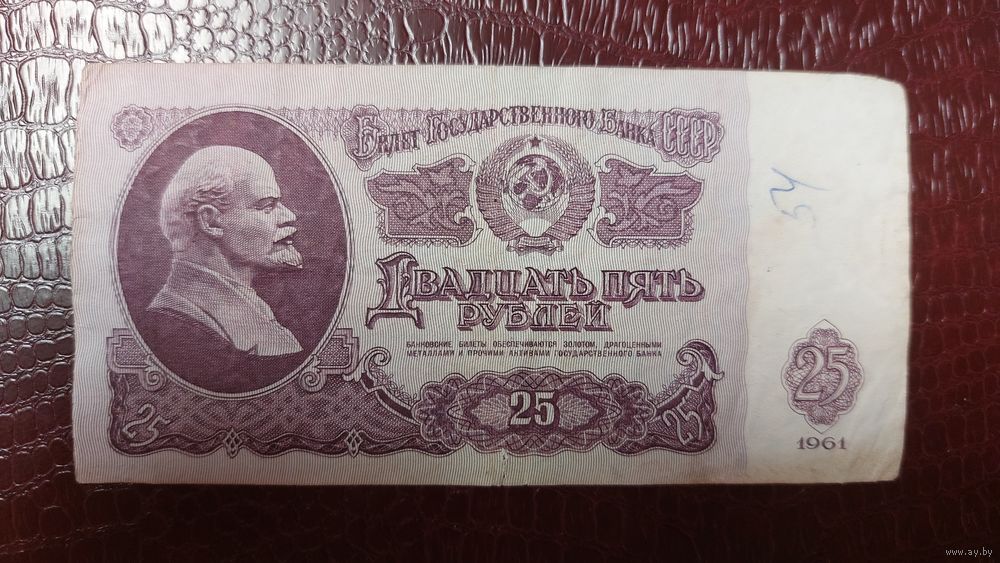 Билет Государственного Банка СССР
Двадцать пять
рублей
БАНКОВСКИЕ БИЛЕТЫ ОБЕСПЕЧИВАЮТСЯ ЗОЛОТОМ, ДРАГОЦЕННЫМИ
МЕТАЛЛАМИ И ПРОЧИМИ АКТИВАМИ ГОСУДАРСТВЕННОГО БАНКА
25
25
25
25
1961
www.ay.by